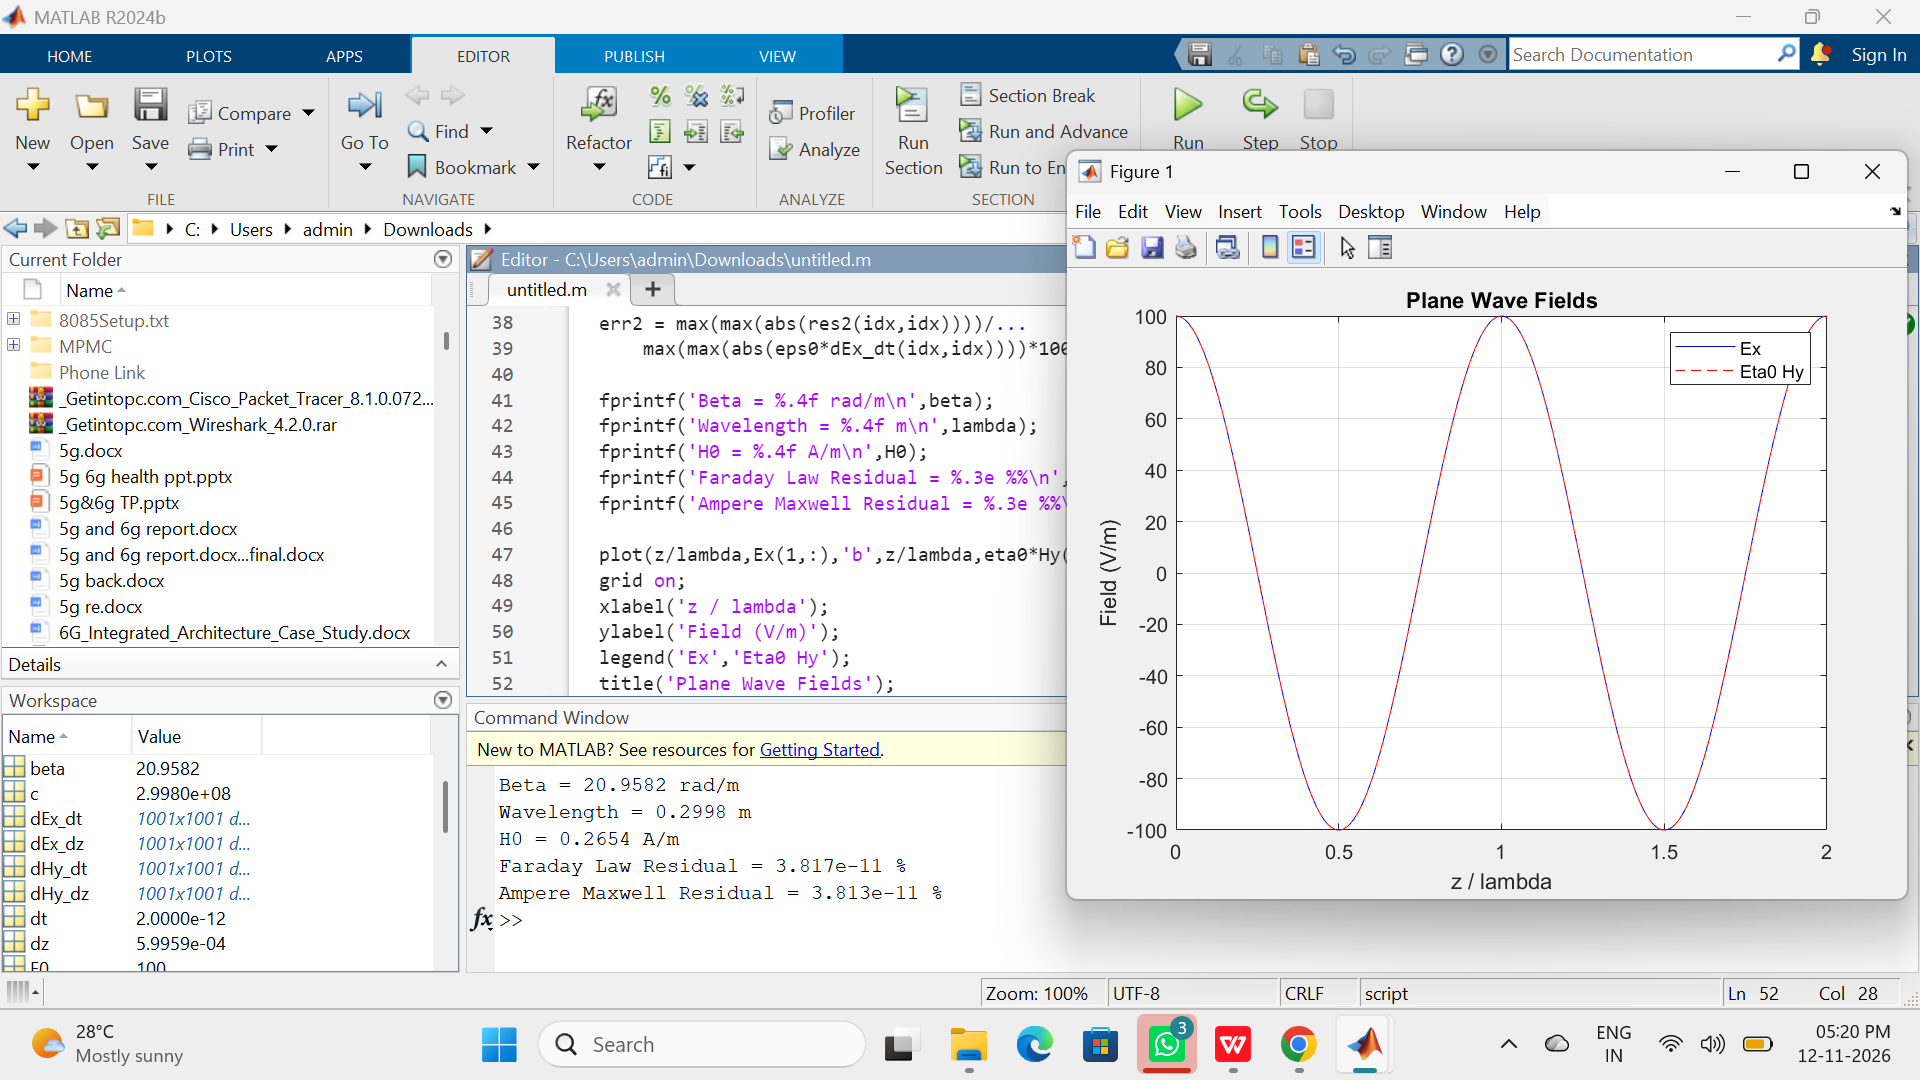 MATLAB R2024b
HOME PLOTS APPS EDITOR PUBLISH VIEW
Search Documentation
Sign In
New Open Save Compare Print
FILE
Go To Find Bookmark
NAVIGATE
Refactor
CODE
Profiler
Analyze
ANALYZE
Run Section
Section Break
Run and Advance
Run to En
SECTION
Run Step Stop
C: Users admin Downloads
Current Folder
Name
8085Setup.txt
MPMC
Phone Link
_Getintopc.com_Cisco_Packet_Tracer_8.1.0.072...
_Getintopc.com_Wireshark_4.2.0.rar
5g.docx
5g 6g health ppt.pptx
5g&6g TP.pptx
5g and 6g report.docx
5g and 6g report.docx...final.docx
5g back.docx
5g re.docx
6G_Integrated_Architecture_Case_Study.docx
Details
Workspace
Name Value
beta 20.9582
c 2.9980e+08
dEx_dt 1001x1001 d...
dEx_dz 1001x1001 d...
dHy_dt 1001x1001 d...
dHy_dz 1001x1001 d...
dt 2.0000e-12
dz 5.9959e-04
E0 100
Editor - C:\Users\admin\Downloads\untitled.m
untitled.m
38 err2 = max(max(abs(res2(idx,idx))))/...
39 max(max(abs(eps0*dEx_dt(idx,idx))))*100
40
41 fprintf('Beta = %.4f rad/m\n',beta);
42 fprintf('Wavelength = %.4f m\n',lambda);
43 fprintf('H0 = %.4f A/m\n',H0);
44 fprintf('Faraday Law Residual = %.3e %%\n',
45 fprintf('Ampere Maxwell Residual = %.3e %%\
46
47 plot(z/lambda,Ex(1,:),'b',z/lambda,eta0*Hy(
48 grid on;
49 xlabel('z / lambda');
50 ylabel('Field (V/m)');
51 legend('Ex','Eta0 Hy');
52 title('Plane Wave Fields');
Command Window
New to MATLAB? See resources for Getting Started.
Beta = 20.9582 rad/m
Wavelength = 0.2998 m
H0 = 0.2654 A/m
Faraday Law Residual = 3.817e-11 %
Ampere Maxwell Residual = 3.813e-11 %
fx >>
Figure 1
File Edit View Insert Tools Desktop Window Help
Plane Wave Fields
Ex
Eta0 Hy
100
80
60
40
20
0
-20
-40
-60
-80
-100
Field (V/m)
0 0.5 1 1.5 2
z / lambda
Zoom: 100% UTF-8 CRLF script Ln 52 Col 28
28°C
Mostly sunny
Search
3
ENG
IN
05:20 PM
12-11-2026